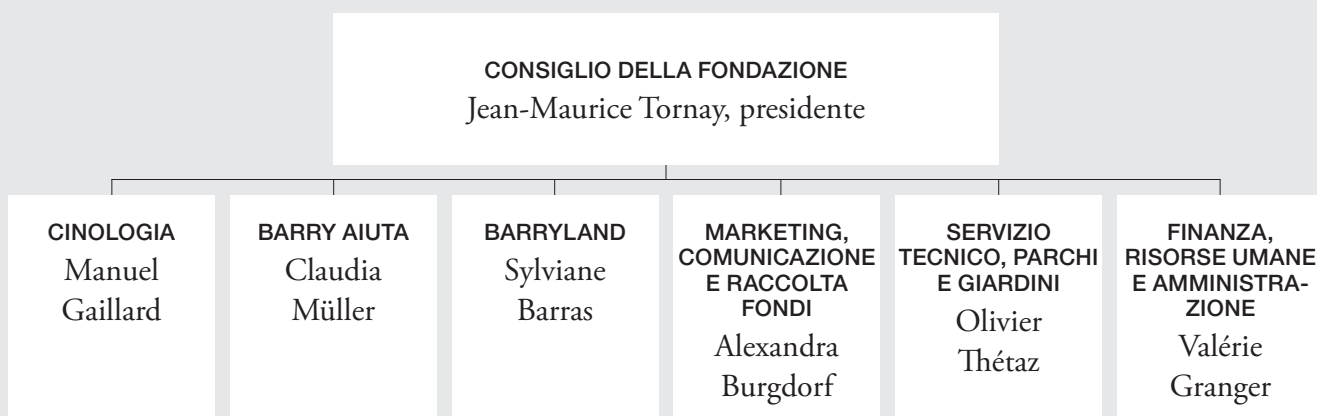 CONSIGLIO DELLA FONDAZIONE
Jean-Maurice Tornay, presidente
CINOLOGIA
Manuel
Gaillard
BARRY AIUTA
Claudia
Müller
BARRYLAND
Sylviane
Barras
MARKETING,
COMUNICAZIONE
E RACCOLTA
FONDI
Alexandra
Burgdorf
SERVIZIO
TECNICO, PARCHI
E GIARDINI
Olivier
Thétaz
FINANZA,
RISORSE UMANE
E AMMINISTRA-
ZIONE
Valérie
Granger